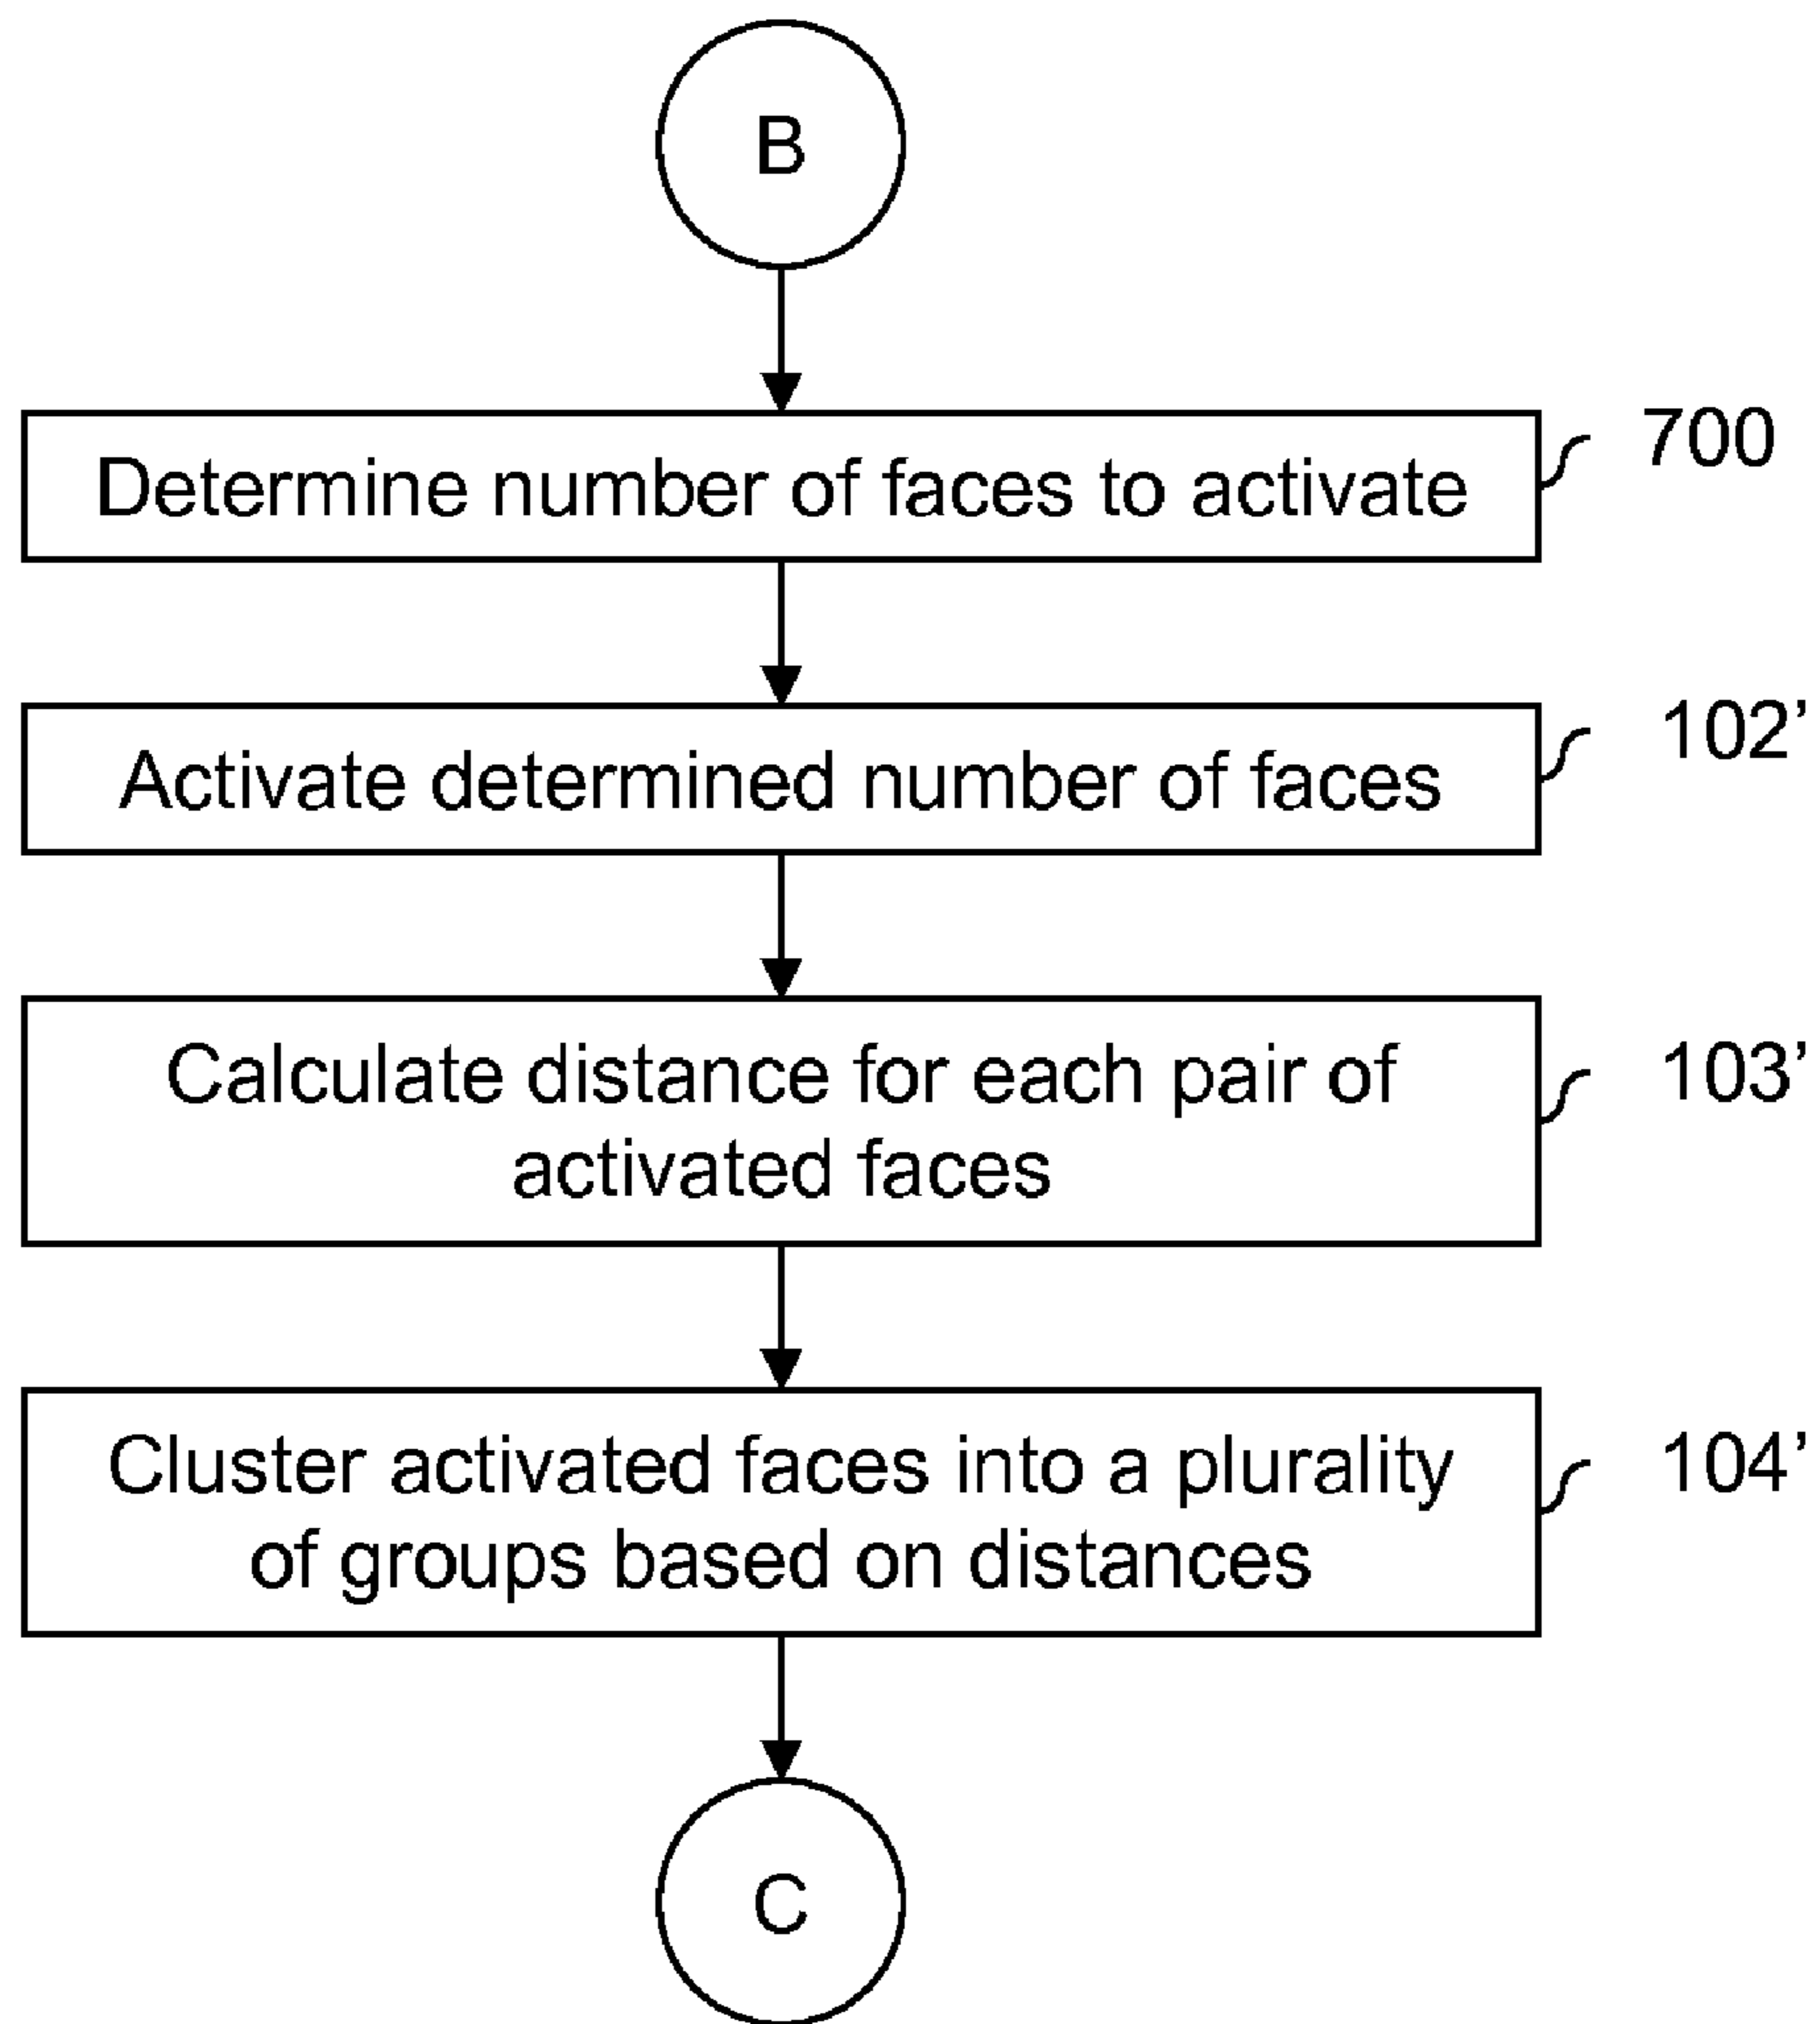 B
Determine number of faces to activate
700
Activate determined number of faces
102’
Calculate distance for each pair of
activated faces
103’
Cluster activated faces into a plurality
of groups based on distances
104’
C